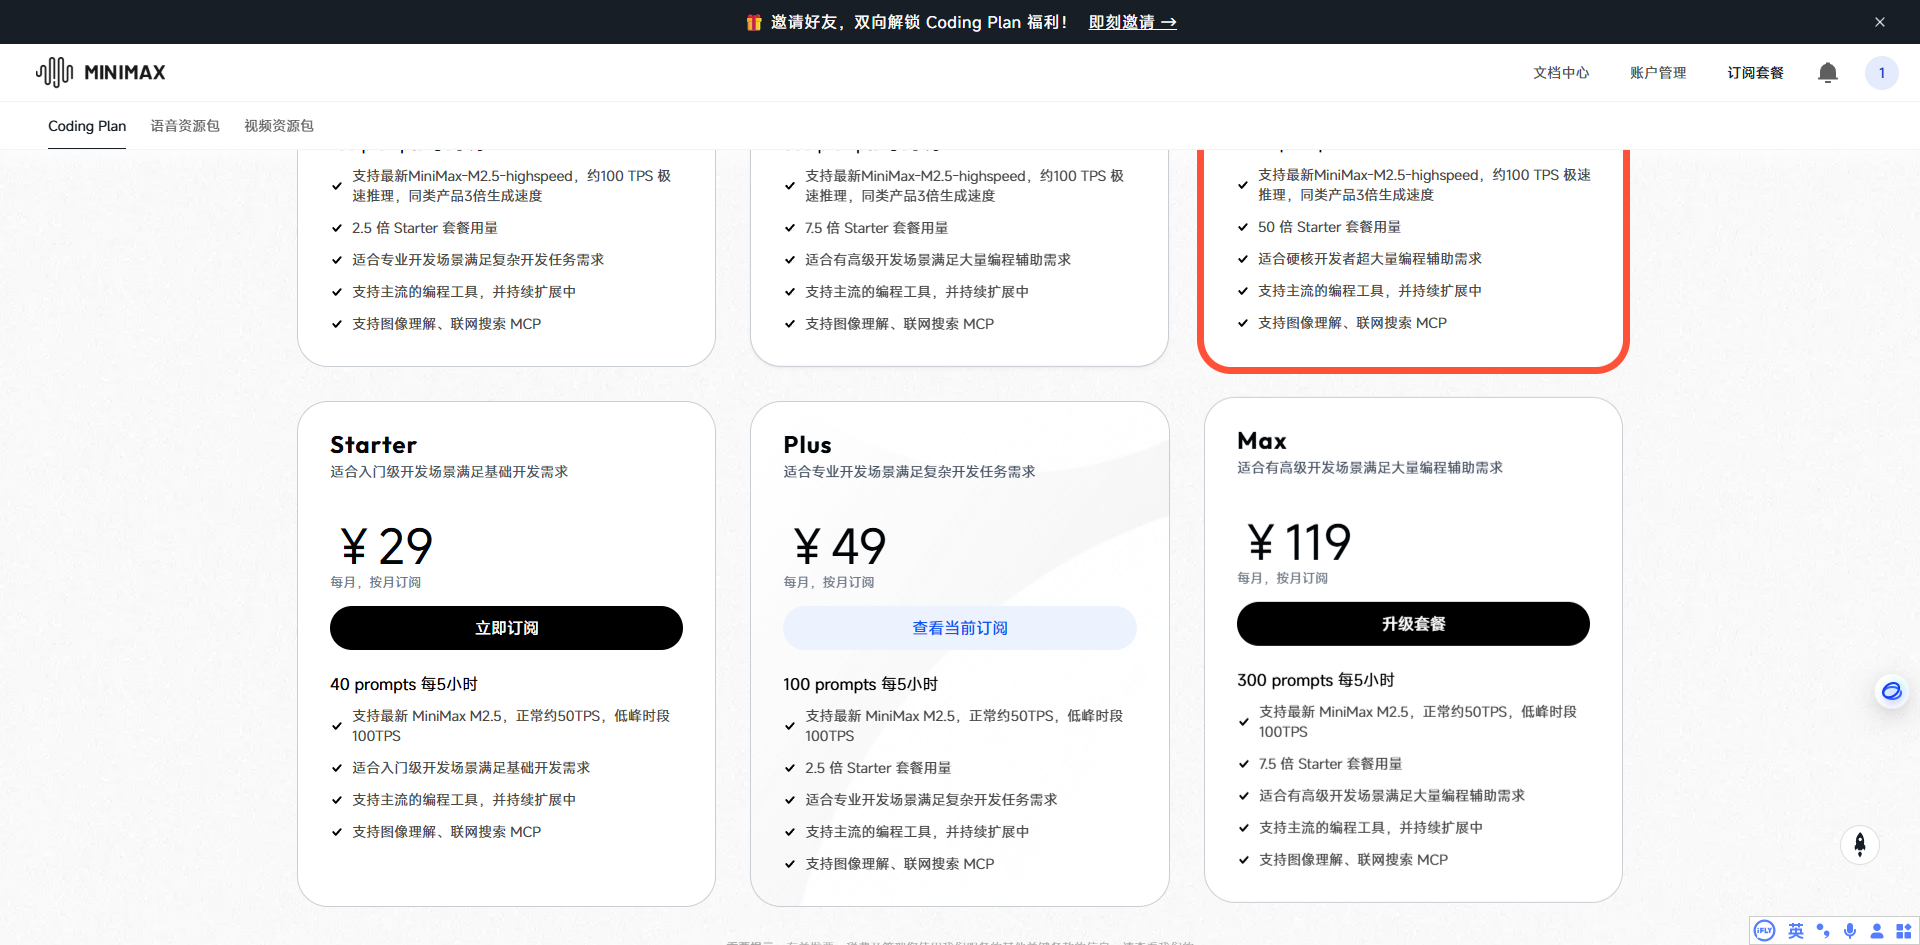 邀请好友，双向解锁 Coding Plan 福利！ 即刻邀请 →
MINIMAX
文档中心 账户管理 订阅套餐 1
Coding Plan 语音资源包 视频资源包
支持最新MiniMax-M2.5-highspeed，约100 TPS 极
速推理，同类产品3倍生成速度
2.5 倍 Starter 套餐用量
适合专业开发场景满足复杂开发任务需求
支持主流的编程工具，并持续扩展中
支持图像理解、联网搜索 MCP
支持最新MiniMax-M2.5-highspeed，约100 TPS 极
速推理，同类产品3倍生成速度
7.5 倍 Starter 套餐用量
适合有高级开发场景满足大量编程辅助需求
支持主流的编程工具，并持续扩展中
支持图像理解、联网搜索 MCP
支持最新MiniMax-M2.5-highspeed，约100 TPS 极速
推理，同类产品3倍生成速度
50 倍 Starter 套餐用量
适合硬核开发者超大量编程辅助需求
支持主流的编程工具，并持续扩展中
支持图像理解、联网搜索 MCP
Starter
适合入门级开发场景满足基础开发需求
¥ 29
每月，按月订阅
立即订阅
40 prompts 每5小时
支持最新 MiniMax M2.5，正常约50TPS，低峰时段
100TPS
适合入门级开发场景满足基础开发需求
支持主流的编程工具，并持续扩展中
支持图像理解、联网搜索 MCP
Plus
适合专业开发场景满足复杂开发任务需求
¥ 49
每月，按月订阅
查看当前订阅
100 prompts 每5小时
支持最新 MiniMax M2.5，正常约50TPS，低峰时段
100TPS
2.5 倍 Starter 套餐用量
适合专业开发场景满足复杂开发任务需求
支持主流的编程工具，并持续扩展中
支持图像理解、联网搜索 MCP
Max
适合有高级开发场景满足大量编程辅助需求
¥ 119
每月，按月订阅
升级套餐
300 prompts 每5小时
支持最新 MiniMax M2.5，正常约50TPS，低峰时段
100TPS
7.5 倍 Starter 套餐用量
适合有高级开发场景满足大量编程辅助需求
支持主流的编程工具，并持续扩展中
支持图像理解、联网搜索 MCP
iFLY 英